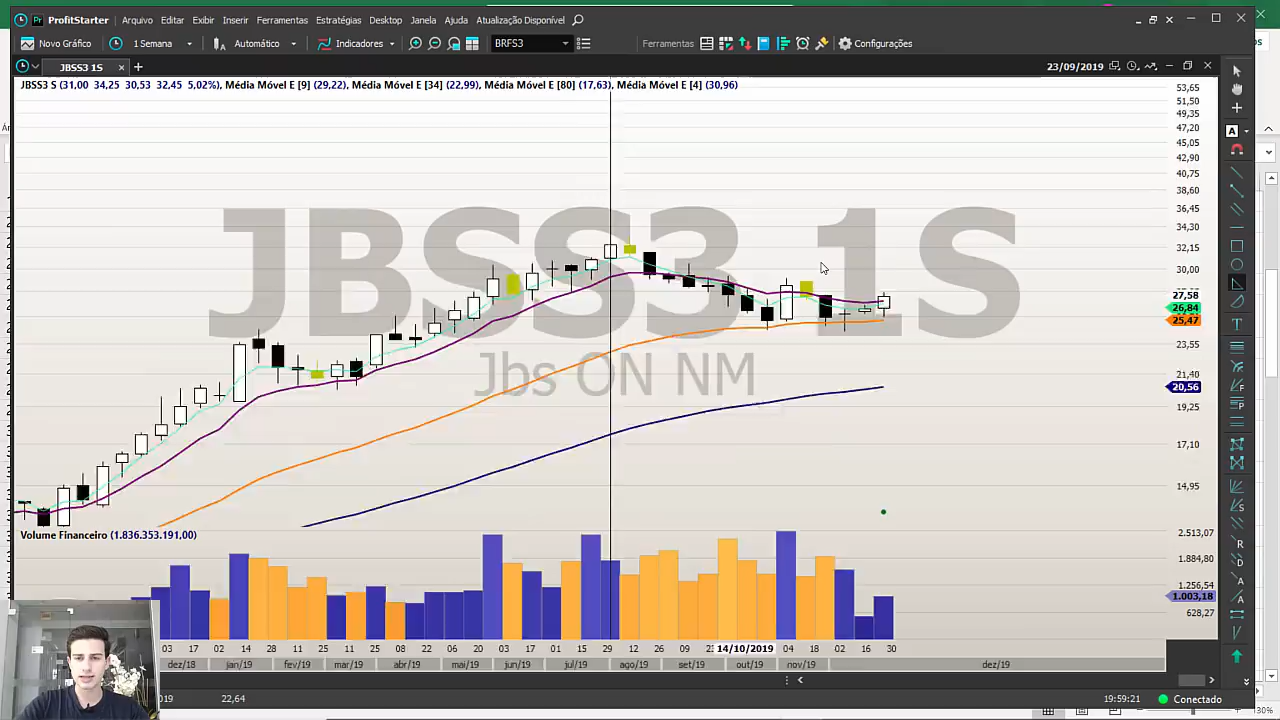 ProfitStarter Arquivo Editar Exibir Inserir Ferramentas Estratégias Desktop Janela Ajuda Atualização Disponível
Novo Gráfico 1 Semana Automático Indicadores BRFS3 Ferramentas Configurações
JBSS3 1S 23/09/2019
JBSS3 S (31,00 34,25 30,53 32,45 5,02%), Média Móvel E [9] (29,22), Média Móvel E [34] (22,99), Média Móvel E [80] (17,63), Média Móvel E [4] (30,96)
53,65
51,50
49,35
47,20
45,05
42,90
40,75
38,60
36,45
34,30
32,15
30,00
27,58
26,84
25,47
23,55
21,40
20,56
19,25
17,10
14,95
JBSS3 1S
Jbs ON NM
Volume Financeiro (1.836.353.191,00)
2.513,07
1.884,80
1.256,54
1.003,18
628,27
03 17 02 14 28 11 25 11 25 08 22 06 20 03 17 01 15 29 12 26 09 14/10/2019 04 18 02 16 30
dez/18 jan/19 fev/19 mar/19 abr/19 mai/19 jun/19 jul/19 ago/19 set/19 out/19 nov/19 dez/19
22,64 19:59:21 Conectado
30%